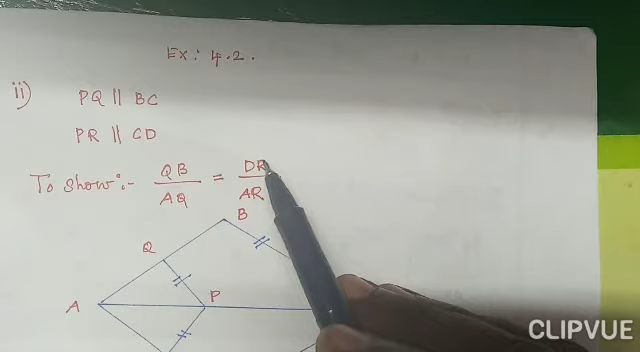 Ex: 4.2.
ii) PQ || BC
PR || CD
To show:- QB/AQ = DR/AR
B
Q
A
P
CLIPVUE